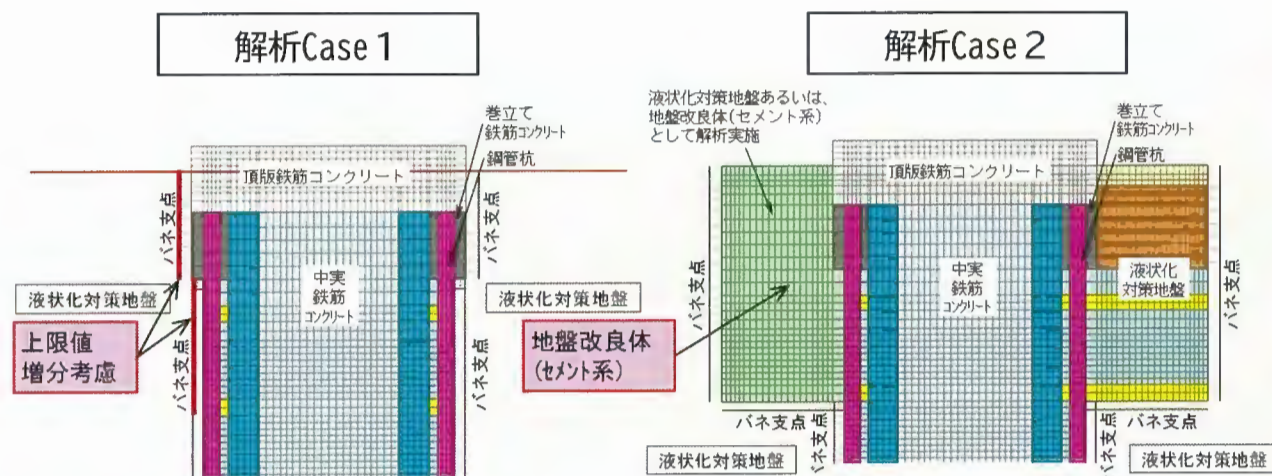 解析Case 1
巻立て
鉄筋コンクリート
鋼管杭
頂版鉄筋コンクリート
バネ支点
バネ支点
中実
鉄筋
コンクリート
液状化対策地盤
液状化対策地盤
上限値
増分考慮
バネ支点
バネ支点
解析Case 2
液状化対策地盤あるいは、
地盤改良体(セメント系)
として解析実施
巻立て
鉄筋コンクリート
鋼管杭
頂版鉄筋コンクリート
バネ支点
バネ支点
中実
鉄筋
コンクリート
液状化
対策地盤
地盤改良体
(セメント系)
バネ支点
バネ支点
バネ支点
バネ支点
液状化対策地盤
液状化対策地盤